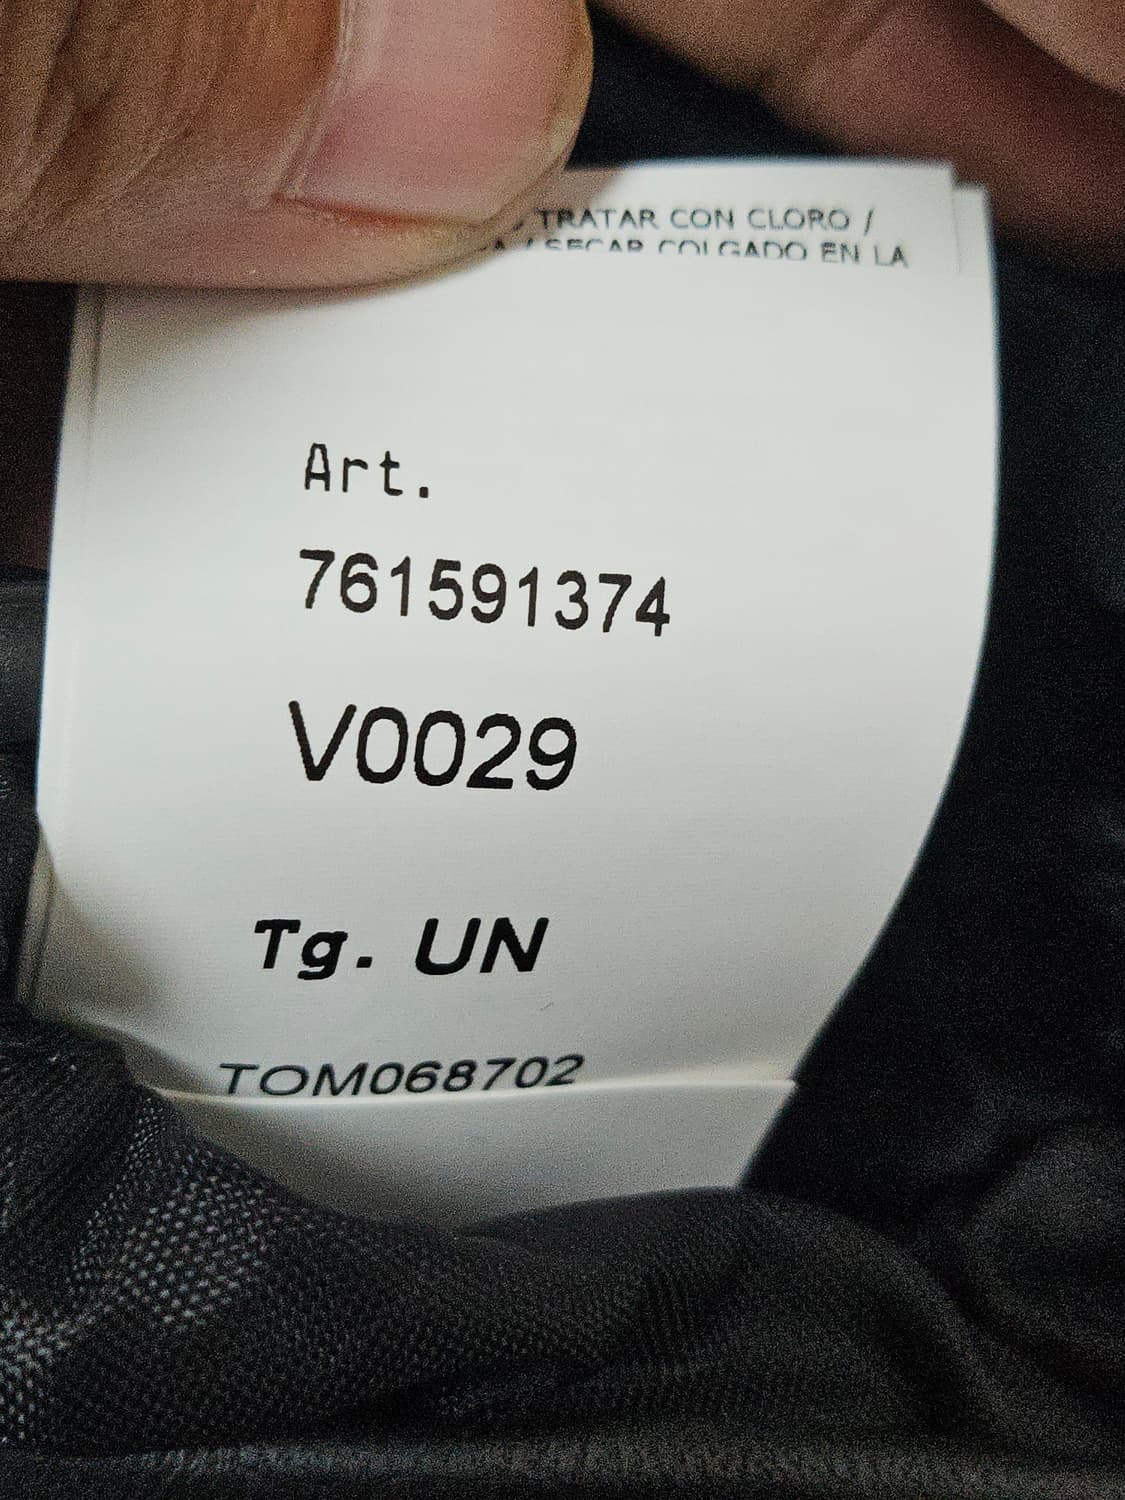 TRATAR CON CLORO /
/ SECAR COLGADO EN LA
Art.
761591374
V0029
Tg. UN
TOM068702